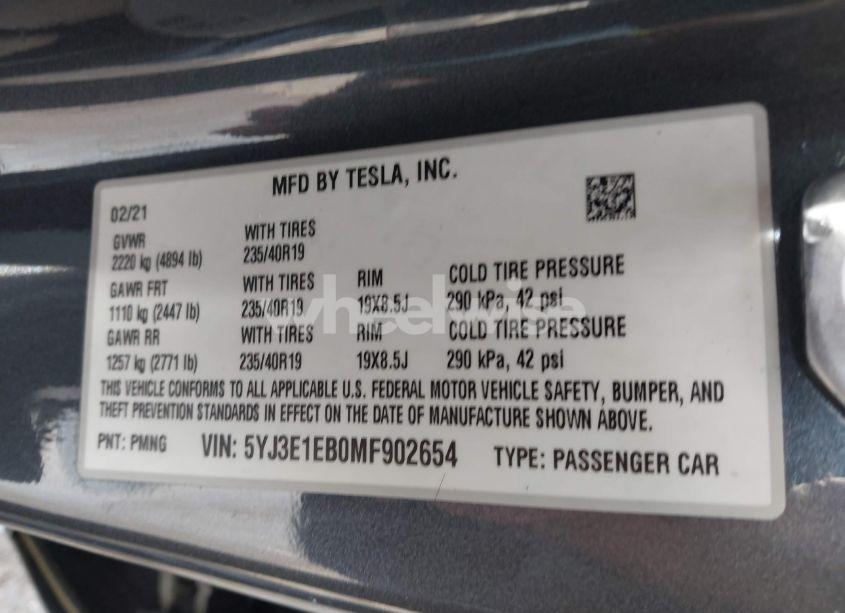 MFD BY TESLA, INC.
02/21
GVWR WITH TIRES
2220 kg (4894 lb) 235/40R19
GAWR FRT WITH TIRES RIM COLD TIRE PRESSURE
1110 kg (2447 lb) 235/40R19 19X8.5J 290 kPa, 42 psi
GAWR RR WITH TIRES RIM COLD TIRE PRESSURE
1257 kg (2771 lb) 235/40R19 19X8.5J 290 kPa, 42 psi
THIS VEHICLE CONFORMS TO ALL APPLICABLE U.S. FEDERAL MOTOR VEHICLE SAFETY, BUMPER, AND
THEFT PREVENTION STANDARDS IN EFFECT ON THE DATE OF MANUFACTURE SHOWN ABOVE.
PNT: PMNG VIN: 5YJ3E1EB0MF902654 TYPE: PASSENGER CAR
wheelwise